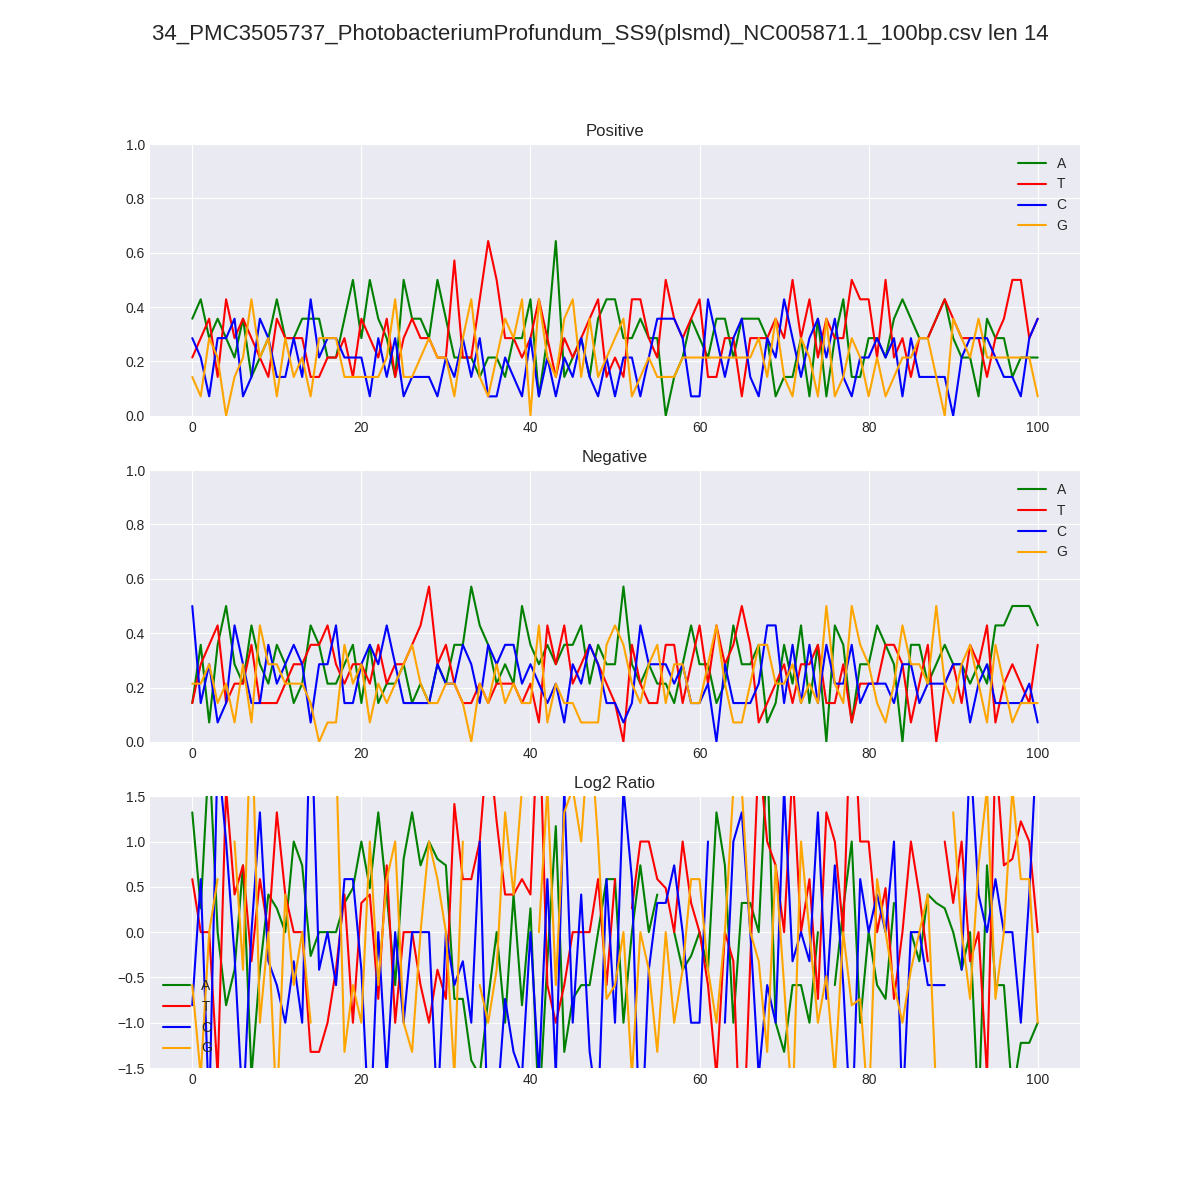 34_PMC3505737_PhotobacteriumProfundum_SS9(plsmd)_NC005871.1_100bp.csv len 14
Positive
1.0
0.8
0.6
0.4
0.2
0.0
0 20 40 60 80 100
A
T
C
G
Negative
1.0
0.8
0.6
0.4
0.2
0.0
0 20 40 60 80 100
A
T
C
G
Log2 Ratio
1.5
1.0
0.5
0.0
−0.5
−1.0
−1.5
0 20 40 60 80 100
A
T
C
G